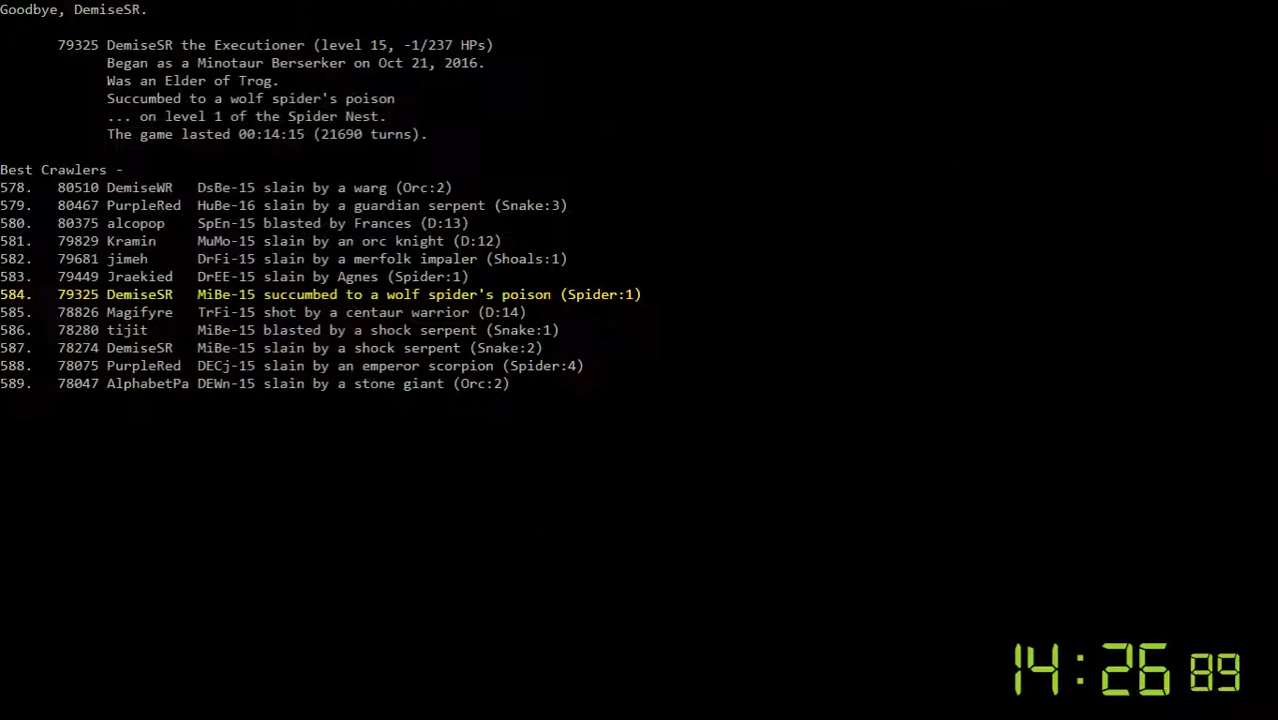 Goodbye, DemiseSR.
79325 DemiseSR the Executioner (level 15, -1/237 HPs)
Began as a Minotaur Berserker on Oct 21, 2016.
Was an Elder of Trog.
Succumbed to a wolf spider's poison
... on level 1 of the Spider Nest.
The game lasted 00:14:15 (21690 turns).
Best Crawlers -
578. 80510 DemiseWR DsBe-15 slain by a warg (Orc:2)
579. 80467 PurpleRed HuBe-16 slain by a guardian serpent (Snake:3)
580. 80375 alcopop SpEn-15 blasted by Frances (D:13)
581. 79829 Kramin MuMo-15 slain by an orc knight (D:12)
582. 79681 jimeh DrFi-15 slain by a merfolk impaler (Shoals:1)
583. 79449 Jraekied DrEE-15 slain by Agnes (Spider:1)
584. 79325 DemiseSR MiBe-15 succumbed to a wolf spider's poison (Spider:1)
585. 78826 Magifyre TrFi-15 shot by a centaur warrior (D:14)
586. 78280 tijit MiBe-15 blasted by a shock serpent (Snake:1)
587. 78274 DemiseSR MiBe-15 slain by a shock serpent (Snake:2)
588. 78075 PurpleRed DECj-15 slain by an emperor scorpion (Spider:4)
589. 78047 AlphabetPa DEWn-15 slain by a stone giant (Orc:2)
14:26 89